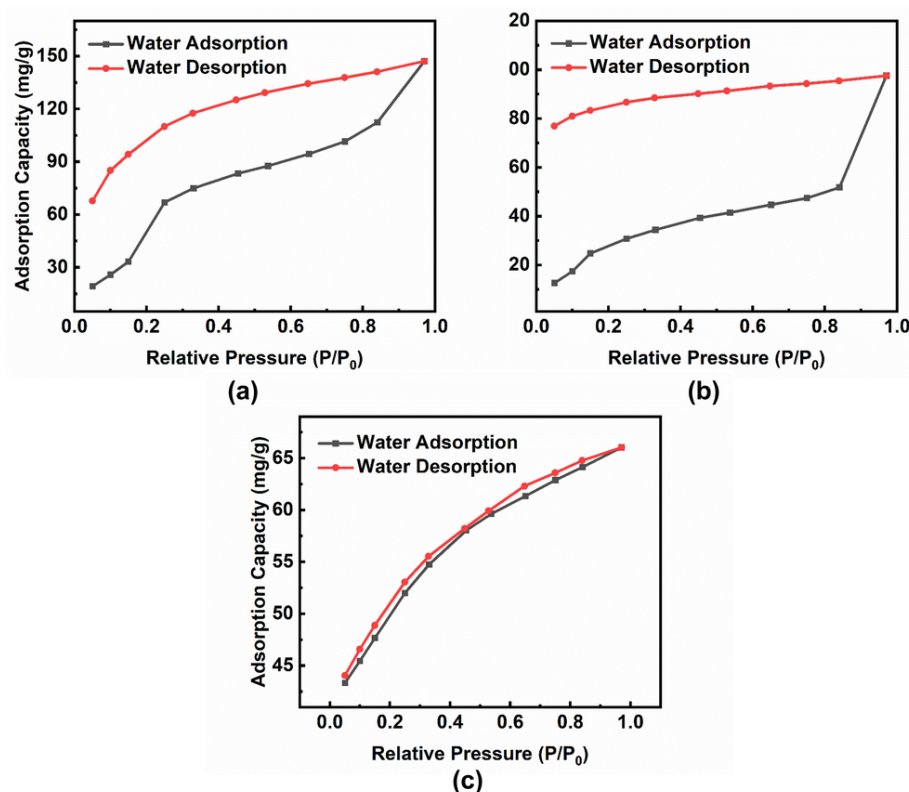 Water Adsorption
Water Desorption
Adsorption Capacity (mg/g)
150
120
90
60
30
0.0 0.2 0.4 0.6 0.8 1.0
Relative Pressure (P/P₀)
(a)
Water Adsorption
Water Desorption
20
00
80
60
40
20
0.0 0.2 0.4 0.6 0.8 1.0
Relative Pressure (P/P₀)
(b)
Water Adsorption
Water Desorption
Adsorption Capacity (mg/g)
65
60
55
50
45
0.0 0.2 0.4 0.6 0.8 1.0
Relative Pressure (P/P₀)
(c)